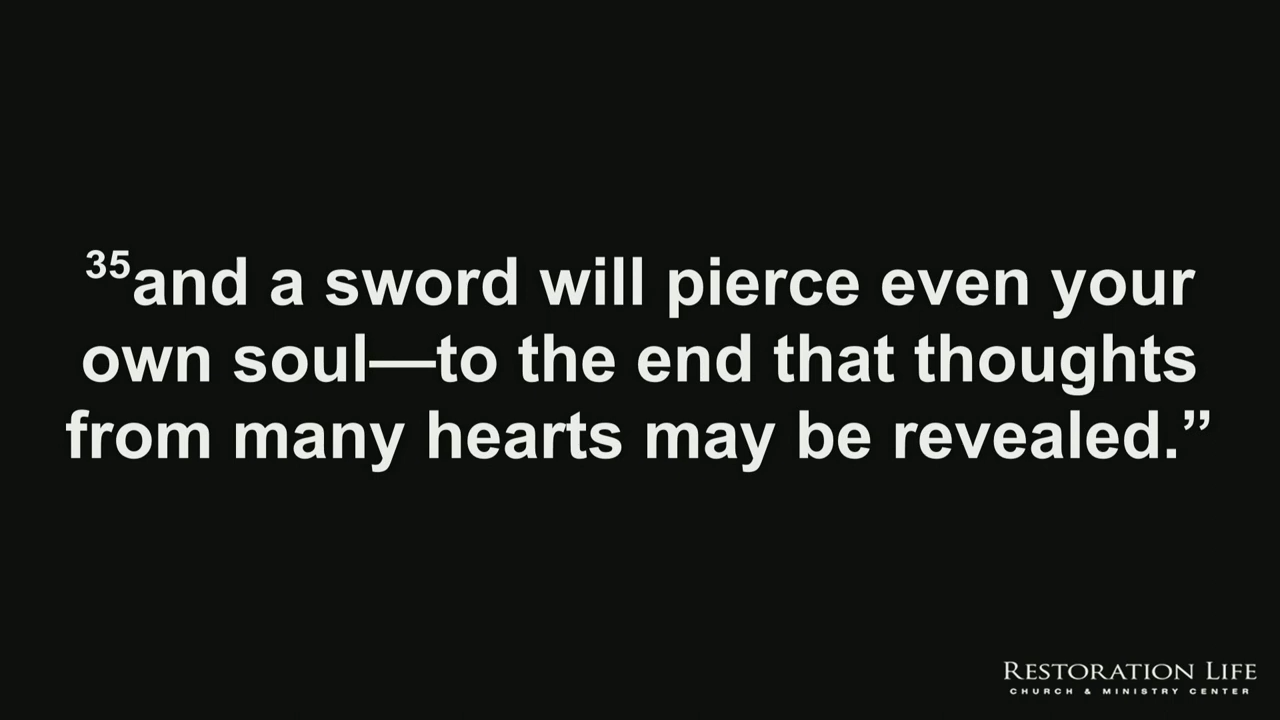 ³⁵and a sword will pierce even your
own soul—to the end that thoughts
from many hearts may be revealed.”
RESTORATION LIFE
CHURCH & MINISTRY CENTER